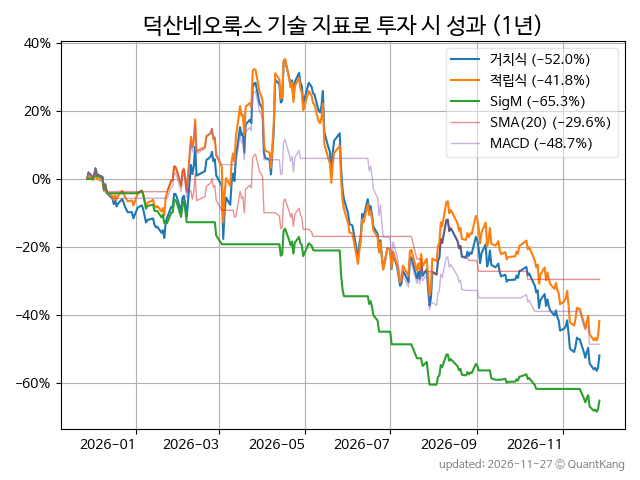 덕산네오룩스 기술 지표로 투자 시 성과 (1년)
40%
20%
0%
−20%
−40%
−60%
거치식 (−52.0%)
적립식 (−41.8%)
SigM (−65.3%)
SMA(20) (−29.6%)
MACD (−48.7%)
2026-01
2026-03
2026-05
2026-07
2026-09
2026-11
updated: 2026-11-27 © QuantKang